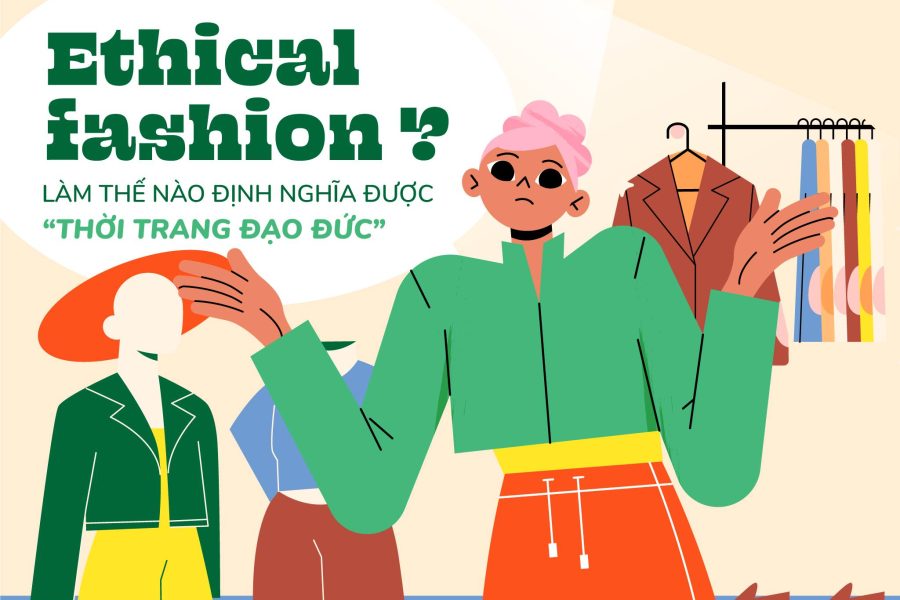 Ethical
fashion ?
LÀM THẾ NÀO ĐỊNH NGHĨA ĐƯỢC
“THỜI TRANG ĐẠO ĐỨC”